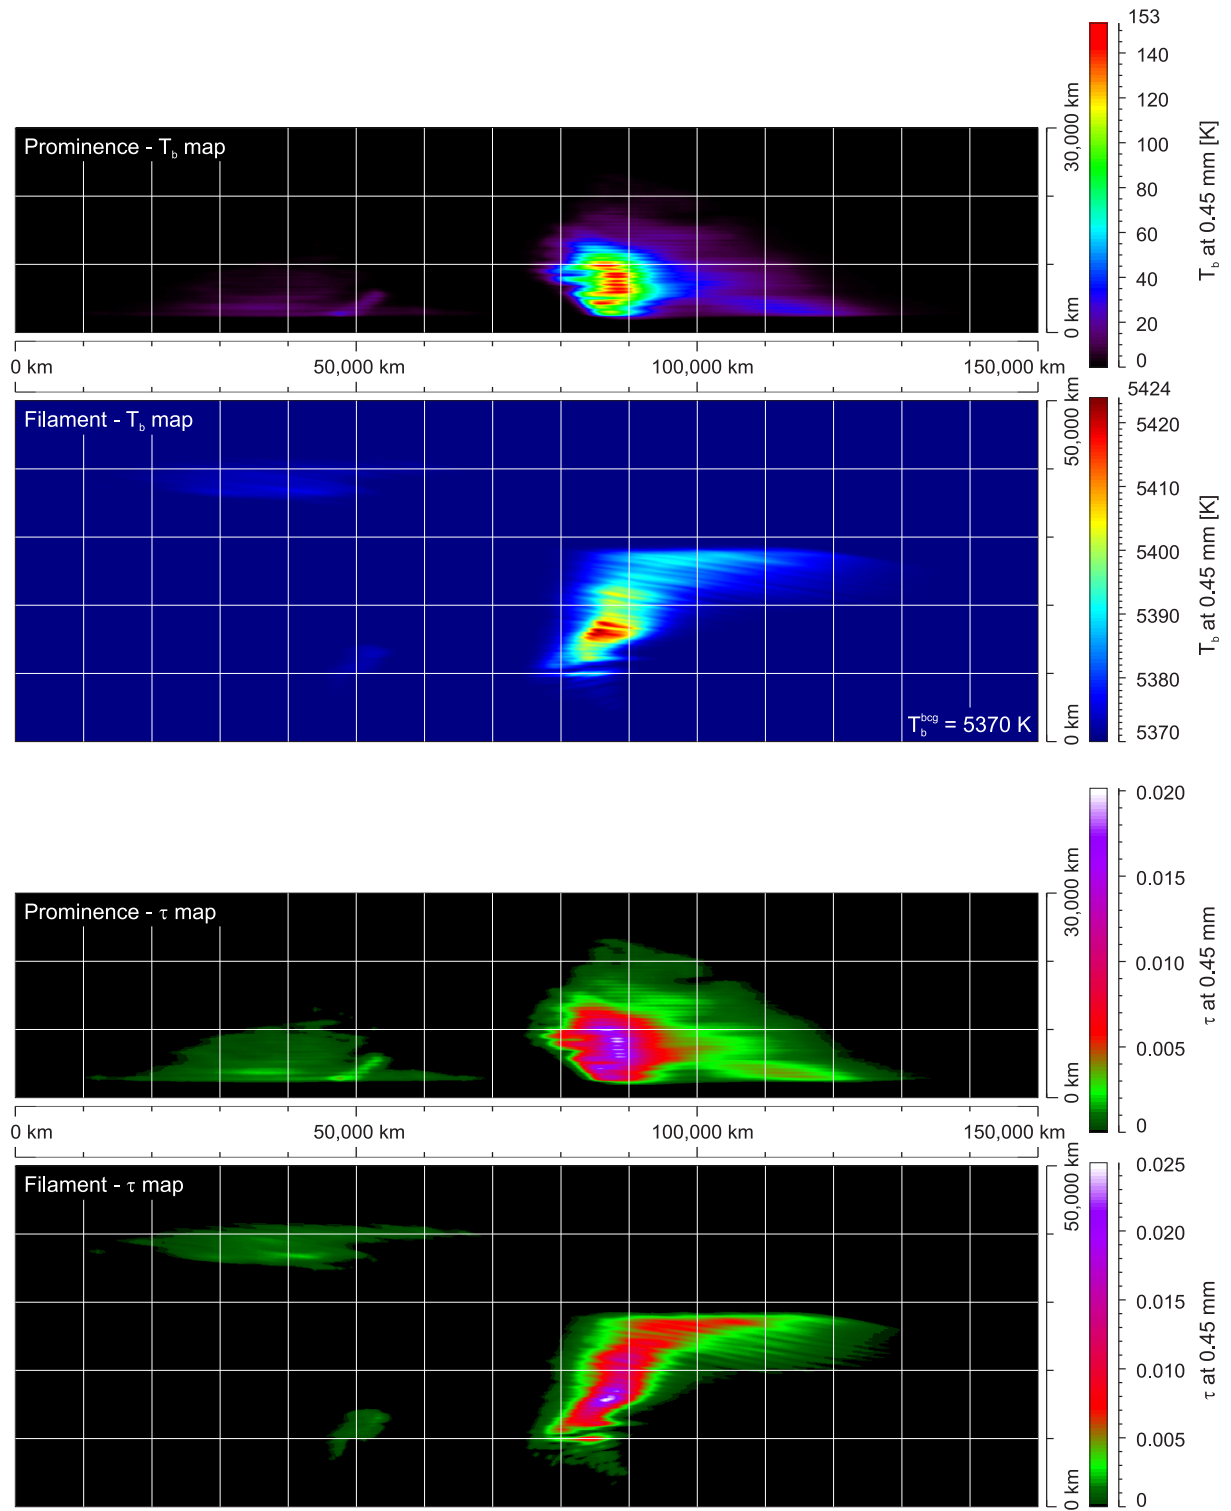 153
140
120
100
80
60
40
20
0
T_b at 0.45 mm [K]
Prominence - T_b map
30,000 km
0 km
0 km 50,000 km 100,000 km 150,000 km
Filament - T_b map
50,000 km
0 km
T_b^bcg = 5370 K
5424
5420
5410
5400
5390
5380
5370
T_b at 0.45 mm [K]
Prominence - τ map
30,000 km
0 km
0.020
0.015
0.010
0.005
0
τ at 0.45 mm
0 km 50,000 km 100,000 km 150,000 km
Filament - τ map
50,000 km
0 km
0.025
0.020
0.015
0.010
0.005
0
τ at 0.45 mm